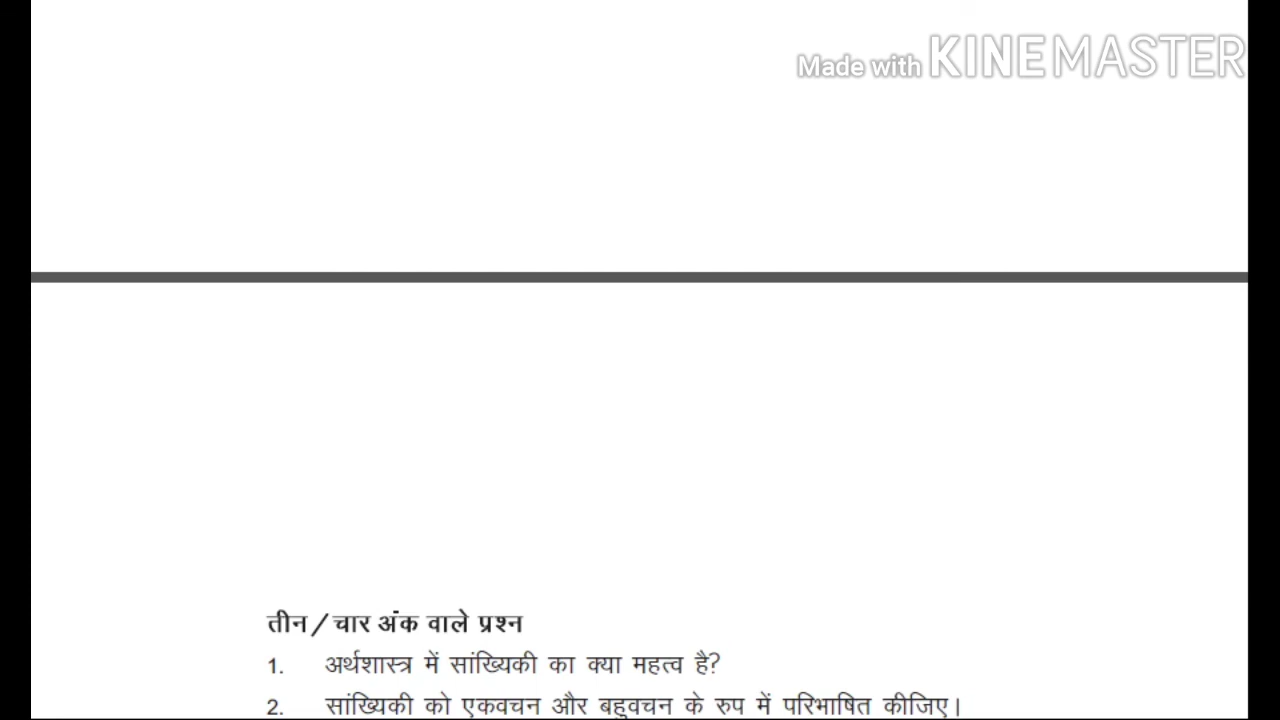 Made with KINEMASTER
तीन/चार अंक वाले प्रश्न
1. अर्थशास्त्र में सांख्यिकी का क्या महत्व है?
2. सांख्यिकी को एकवचन और बहुवचन के रुप में परिभाषित कीजिए।